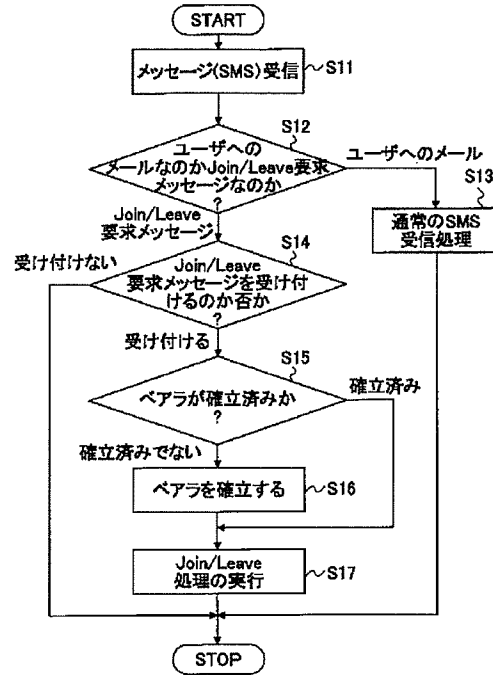 START
メッセージ(SMS)受信
S11
S12
ユーザへの
メールなのかJoin/Leave要求
メッセージなのか
?
ユーザへのメール
S13
通常のSMS
受信処理
Join/Leave
要求メッセージ
S14
受け付けない
Join/Leave
要求メッセージを受け付
けるのか否か
?
受け付ける
S15
ベアラが確立済みか
?
確立済み
確立済みでない
ベアラを確立する
S16
Join/Leave
処理の実行
S17
STOP